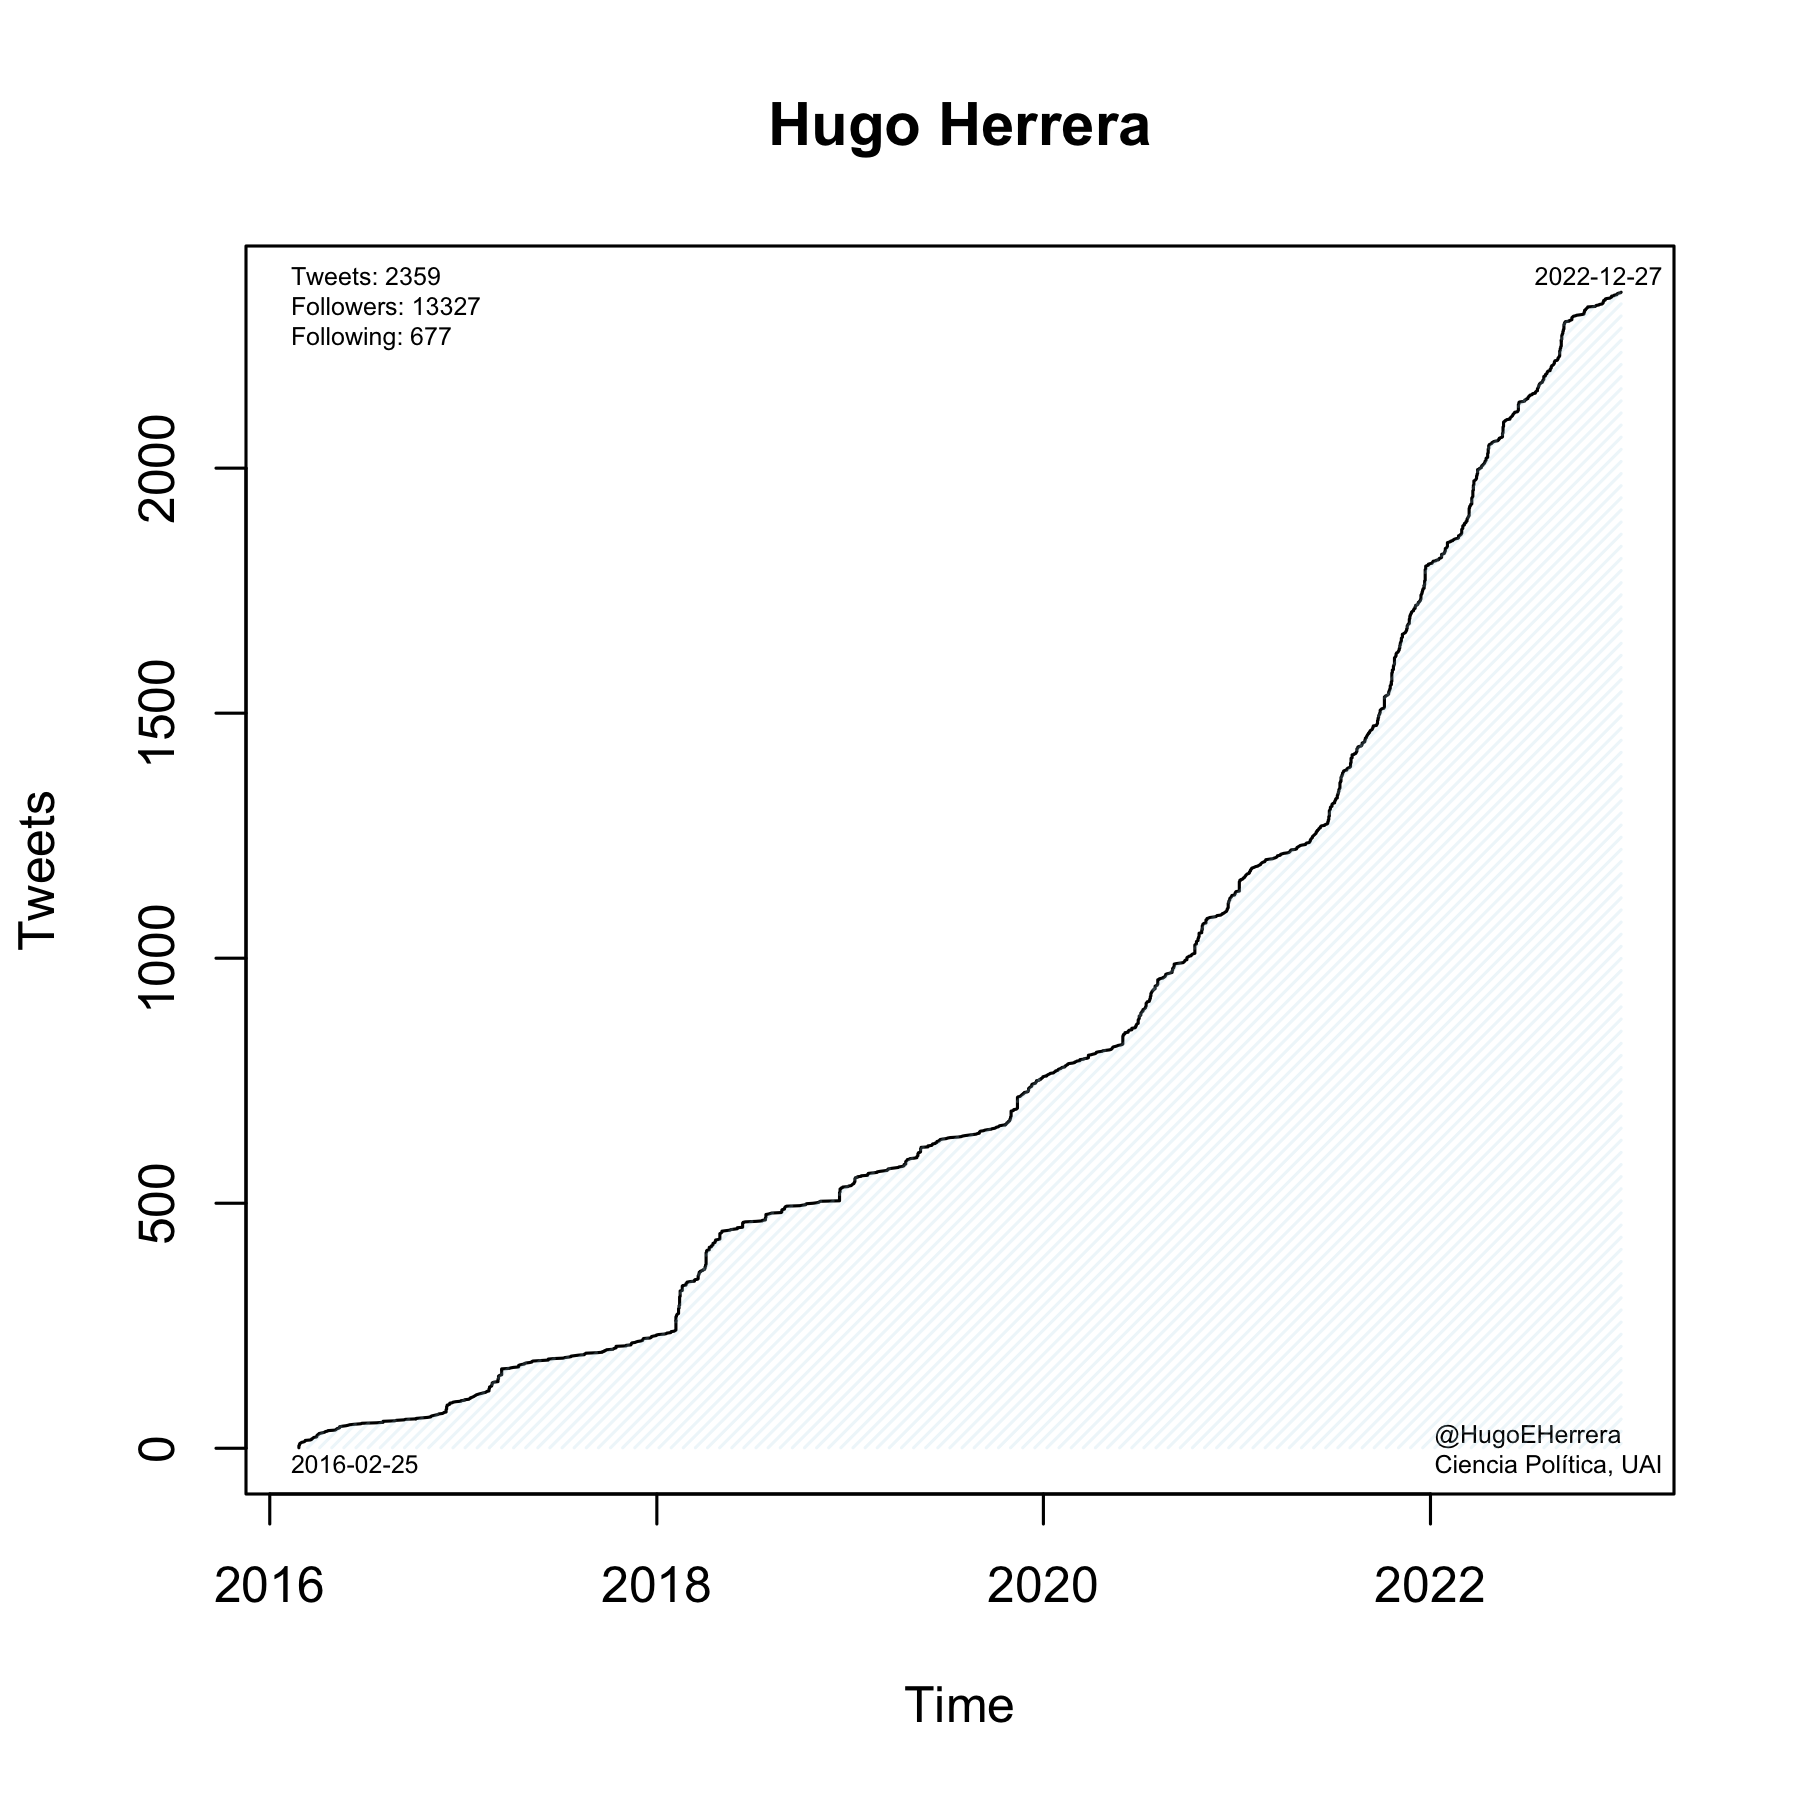 Hugo Herrera
Tweets: 2359
Followers: 13327
Following: 677
2022-12-27
2000
1500
1000
500
0
Tweets
@HugoEHerrera
Ciencia Política, UAI
2016-02-25
2016
2018
2020
2022
Time